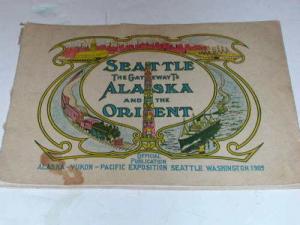 SEATTLE
THE GATEWAY TO
ALASKA
AND THE
ORIENT
OFFICIAL
PUBLICATION
ALASKA - YUKON - PACIFIC EXPOSITION SEATTLE WASHINGTON 1909